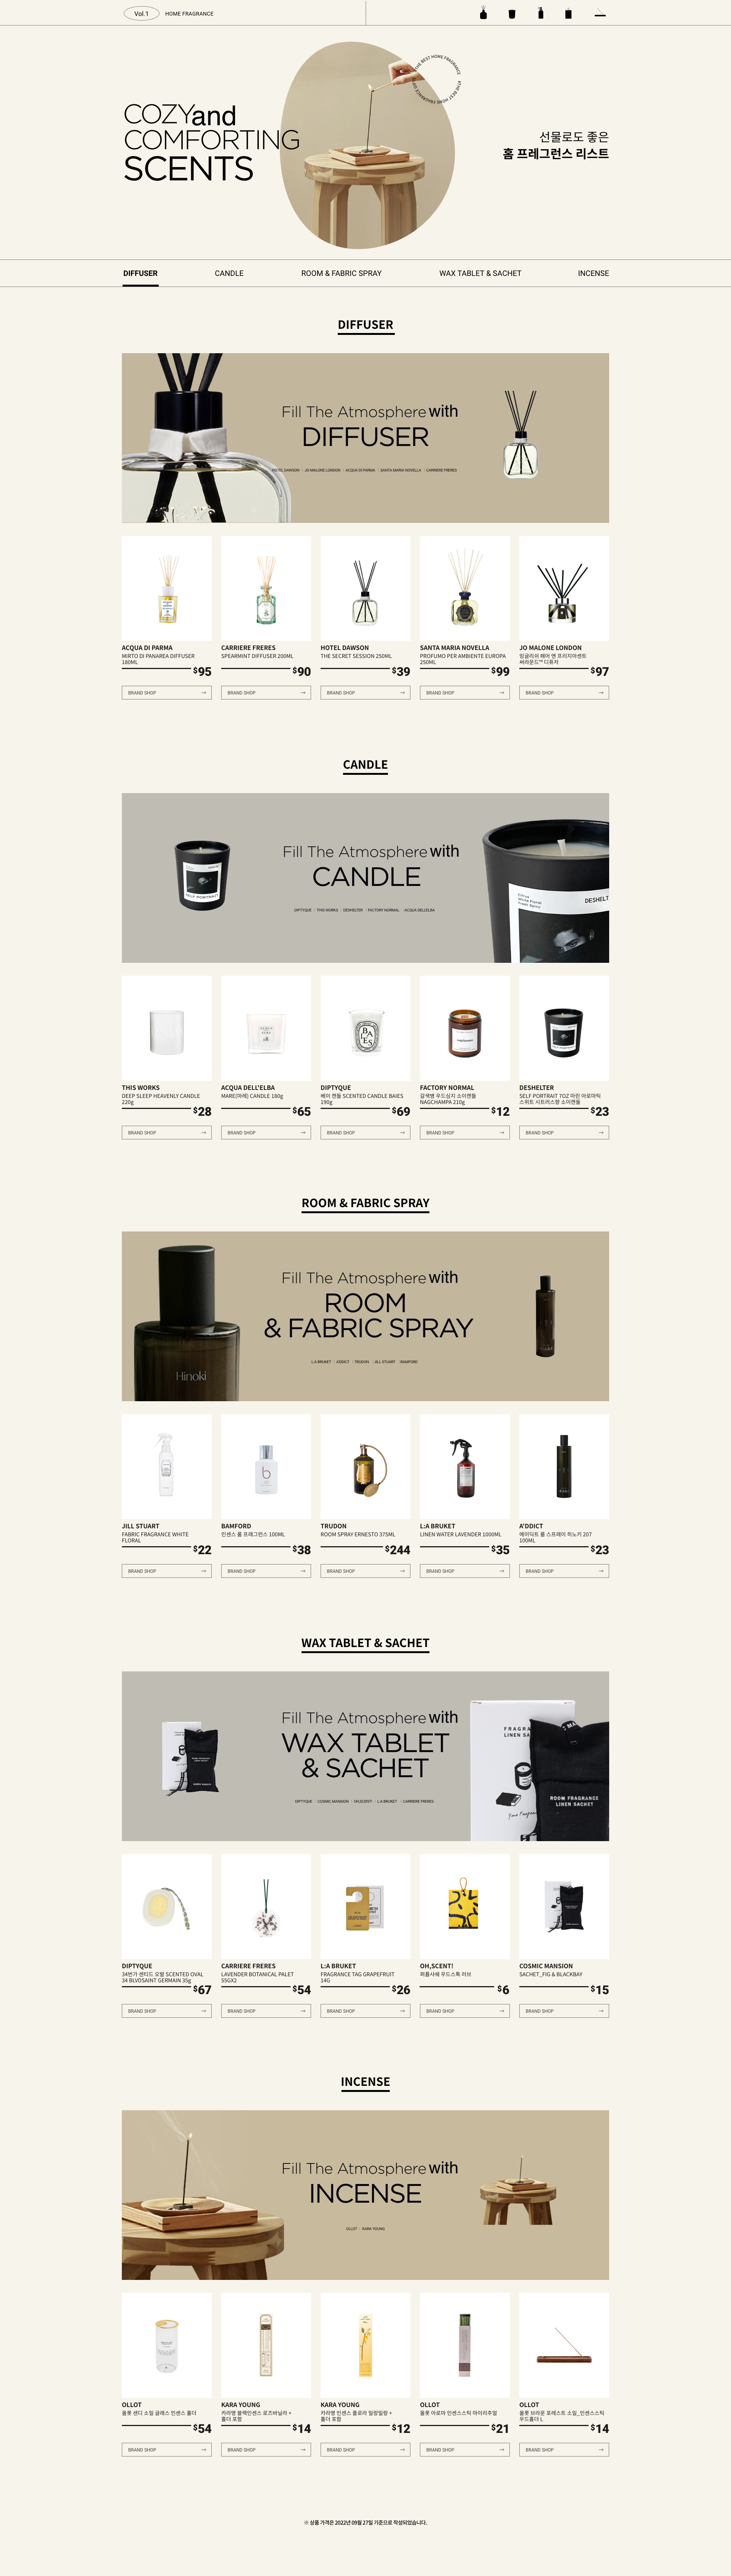 Vol.1 HOME FRAGRANCE
COZY and
COMFORTING
SCENTS
선물로도 좋은
홈 프레그런스 리스트
DIFFUSER CANDLE ROOM & FABRIC SPRAY WAX TABLET & SACHET INCENSE
DIFFUSER
Fill The Atmosphere with
DIFFUSER
HOTEL DAWSON JO MALONE LONDON ACQUA DI PARMA SANTA MARIA NOVELLA CARRIERE FRERES
ACQUA DI PARMA
MIRTO DI PANAREA DIFFUSER
180ML
$95
BRAND SHOP →
CARRIERE FRERES
SPEARMINT DIFFUSER 200ML
$90
BRAND SHOP →
HOTEL DAWSON
THE SECRET SESSION 250ML
$39
BRAND SHOP →
SANTA MARIA NOVELLA
PROFUMO PER AMBIENTE EUROPA
250ML
$99
BRAND SHOP →
JO MALONE LONDON
잉글리쉬 페어 앤 프리지아센트
써라운드™ 디퓨저
$97
BRAND SHOP →
CANDLE
Fill The Atmosphere with
CANDLE
DIPTYQUE THIS WORKS DESHELTER FACTORY NORMAL ACQUA DELL'ELBA
DESHELT
THIS WORKS
DEEP SLEEP HEAVENLY CANDLE
220g
$28
BRAND SHOP →
ACQUA DELL'ELBA
MARE(마레) CANDLE 180g
$65
BRAND SHOP →
DIPTYQUE
베이 캔들 SCENTED CANDLE BAIES
190g
$69
BRAND SHOP →
FACTORY NORMAL
갈색병 우드심지 소이캔들
NAGCHAMPA 210g
$12
BRAND SHOP →
DESHELTER
SELF PORTRAIT 7OZ 마린 아로마틱
스위트 시트러스향 소이캔들
$23
BRAND SHOP →
ROOM & FABRIC SPRAY
Fill The Atmosphere with
ROOM
& FABRIC SPRAY
Hinoki
L:A BRUKET A'DDICT TRUDON JILL STUART BAMFORD
JILL STUART
FABRIC FRAGRANCE WHITE
FLORAL
$22
BRAND SHOP →
BAMFORD
인센스 룸 프래그런스 100ML
$38
BRAND SHOP →
TRUDON
ROOM SPRAY ERNESTO 375ML
$244
BRAND SHOP →
L:A BRUKET
LINEN WATER LAVENDER 1000ML
$35
BRAND SHOP →
A'DDICT
에이딕트 룸 스프레이 히노키 207
100ML
$23
BRAND SHOP →
WAX TABLET & SACHET
Fill The Atmosphere with
WAX TABLET
& SACHET
DIPTYQUE COSMIC MANSION OH,SCENT! L:A BRUKET CARRIERE FRERES
FRAGRA
LINEN SA
ROOM FRAGRANCE
LINEN SACHET
DIPTYQUE
34번가 센티드 오발 SCENTED OVAL
34 BLVDSAINT GERMAIN 35g
$67
BRAND SHOP →
CARRIERE FRERES
LAVENDER BOTANICAL PALET
55GX2
$54
BRAND SHOP →
L:A BRUKET
FRAGRANCE TAG GRAPEFRUIT
14G
$26
BRAND SHOP →
OH,SCENT!
퍼퓸사쉐 우드스톡 러브
$6
BRAND SHOP →
COSMIC MANSION
SACHET_FIG & BLACKBAY
$15
BRAND SHOP →
INCENSE
Fill The Atmosphere with
INCENSE
OLLOT KARA YOUNG
OLLOT
올롯 샌디 소일 글래스 인센스 홀더
$54
BRAND SHOP →
KARA YOUNG
카라영 블랙인센스 로즈바닐라 +
홀더 포함
$14
BRAND SHOP →
KARA YOUNG
카라영 인센스 플로라 일랑일랑 +
홀더 포함
$12
BRAND SHOP →
OLLOT
올롯 아로마 인센스스틱 마이리추얼
$21
BRAND SHOP →
OLLOT
올롯 브라운 포레스트 소일_인센스스틱
우드홀더 L
$14
BRAND SHOP →
※ 상품 가격은 2022년 09월 27일 기준으로 작성되었습니다.